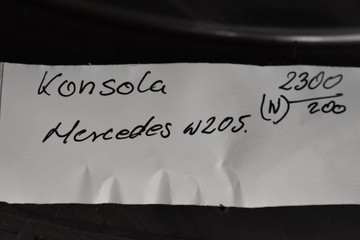 Konsola 2300
(N) 200
Mercedes w205.